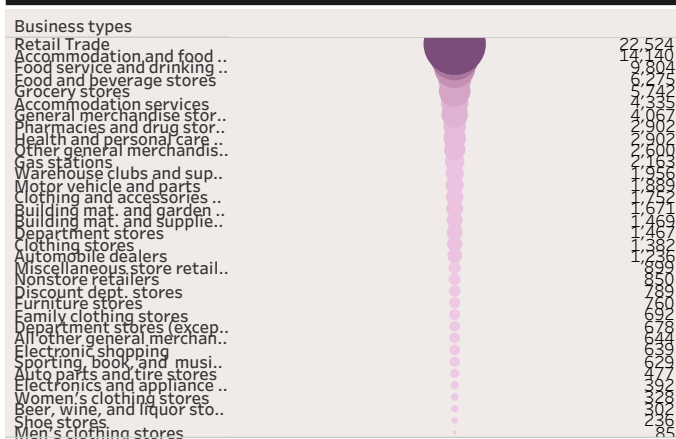 Business types
Retail Trade 22,524
Accommodation and food .. 14,140
Food service and drinking .. 9,804
Food and beverage stores 6,275
Grocery stores 5,742
Accommodation services 4,335
General merchandise stor.. 4,067
Pharmacies and drug stor.. 2,902
Health and personal care .. 2,902
Other general merchandis.. 2,600
Gas stations 2,163
Warehouse clubs and sup.. 1,956
Motor vehicle and parts 1,889
Clothing and accessories .. 1,752
Building mat. and garden .. 1,671
Building mat. and supplie.. 1,469
Department stores 1,467
Clothing stores 1,382
Automobile dealers 1,236
Miscellaneous store retail.. 899
Nonstore retailers 850
Discount dept. stores 789
Furniture stores 760
Family clothing stores 692
Department stores (excep.. 678
All other general merchan.. 644
Electronic shopping 639
Sporting, book, and musi.. 629
Auto parts and tire stores 477
Electronics and appliance .. 392
Women's clothing stores 328
Beer, wine, and liquor sto.. 302
Shoe stores 236
Men's clothing stores 85